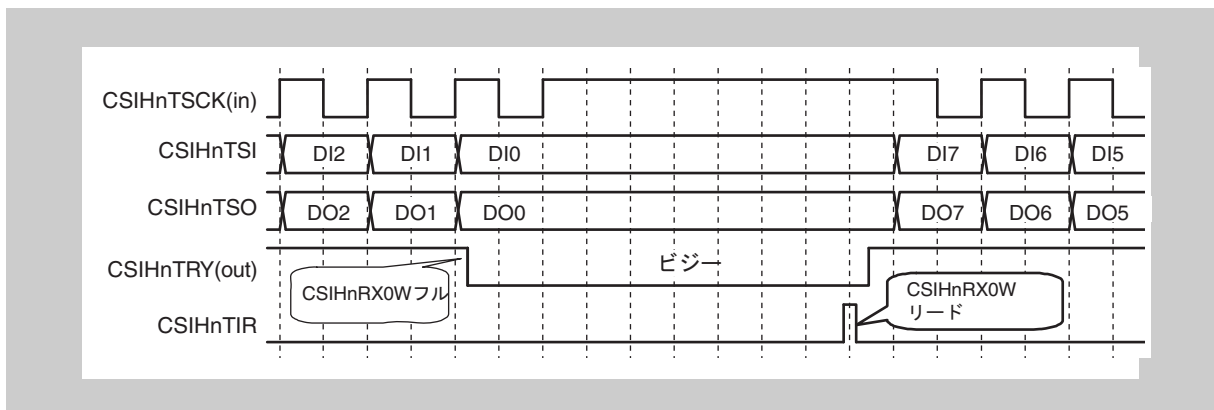 CSIHnTSCK(in)
CSIHnTSI DI2 DI1 DI0 DI7 DI6 DI5
CSIHnTSO DO2 DO1 DO0 DO7 DO6 DO5
CSIHnTRY(out) ビジー
CSIHnRX0Wフル
CSIHnRX0W
リード
CSIHnTIR